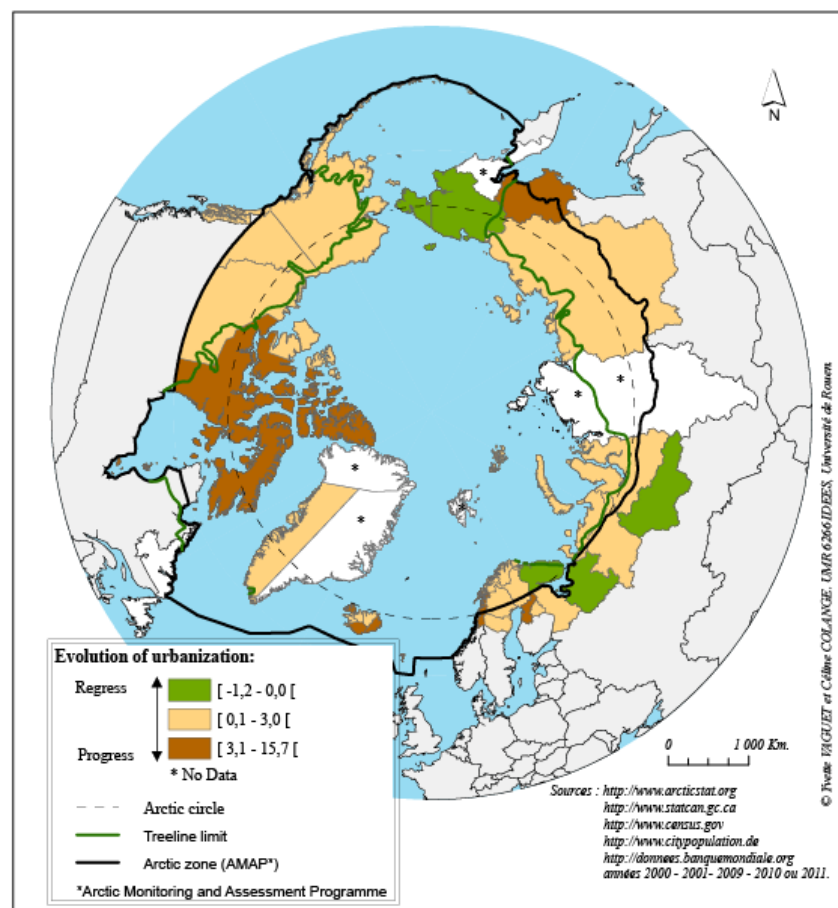 N
*
*
*
*
*
*
Evolution of urbanization:
Regress
[ -1,2 - 0,0 [
[ 0,1 - 3,0 [
Progress
[ 3,1 - 15,7 [
* No Data
Arctic circle
Treeline limit
Arctic zone (AMAP*)
*Arctic Monitoring and Assessment Programme
0 1 000 Km.
Sources : http://www.arcticstat.org
http://www.statcan.gc.ca
http://www.census.gov
http://www.citypopulation.de
http://donnees.banquemondiale.org
années 2000 - 2001- 2009 - 2010 ou 2011.
© Yvette VAGUET et Céline COLANGE, UMR 6266 IDEES, Université de Rouen.